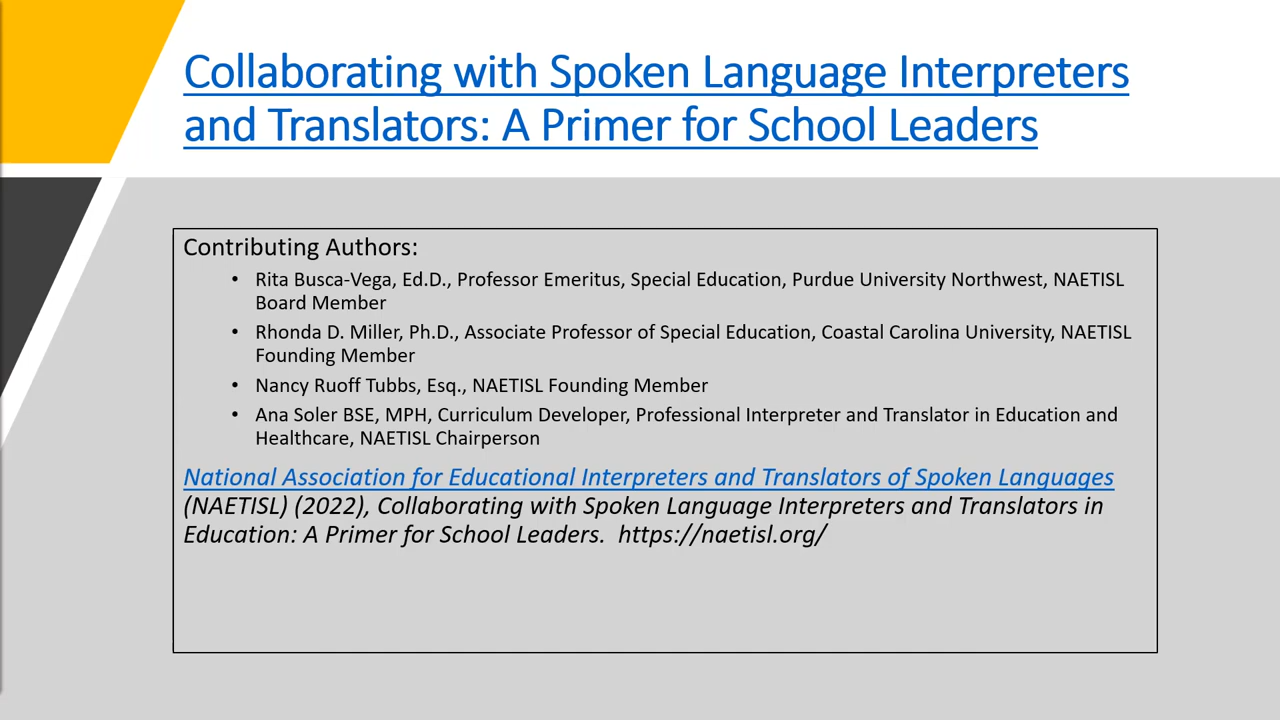 Collaborating with Spoken Language Interpreters
and Translators: A Primer for School Leaders
Contributing Authors:
• Rita Busca-Vega, Ed.D., Professor Emeritus, Special Education, Purdue University Northwest, NAETISL
Board Member
• Rhonda D. Miller, Ph.D., Associate Professor of Special Education, Coastal Carolina University, NAETISL
Founding Member
• Nancy Ruoff Tubbs, Esq., NAETISL Founding Member
• Ana Soler BSE, MPH, Curriculum Developer, Professional Interpreter and Translator in Education and
Healthcare, NAETISL Chairperson
National Association for Educational Interpreters and Translators of Spoken Languages
(NAETISL) (2022), Collaborating with Spoken Language Interpreters and Translators in
Education: A Primer for School Leaders. https://naetisl.org/